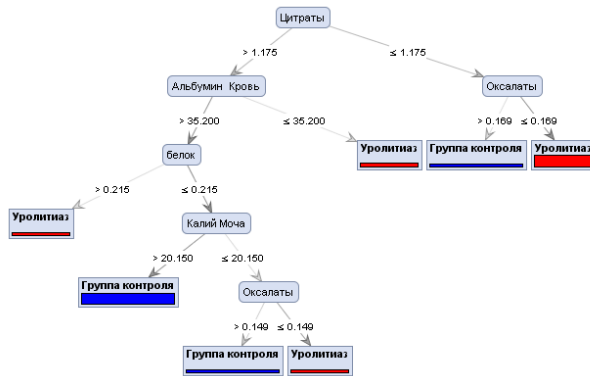 Цитраты
> 1.175
≤ 1.175
Альбумин Кровь
Оксалаты
> 35.200
≤ 35.200
> 0.169
≤ 0.169
белок
Уролитиаз
Группа контроля
Уролитиаз
> 0.215
≤ 0.215
Уролитиаз
Калий Моча
> 20.150
≤ 20.150
Группа контроля
Оксалаты
> 0.149
≤ 0.149
Группа контроля
Уролитиаз